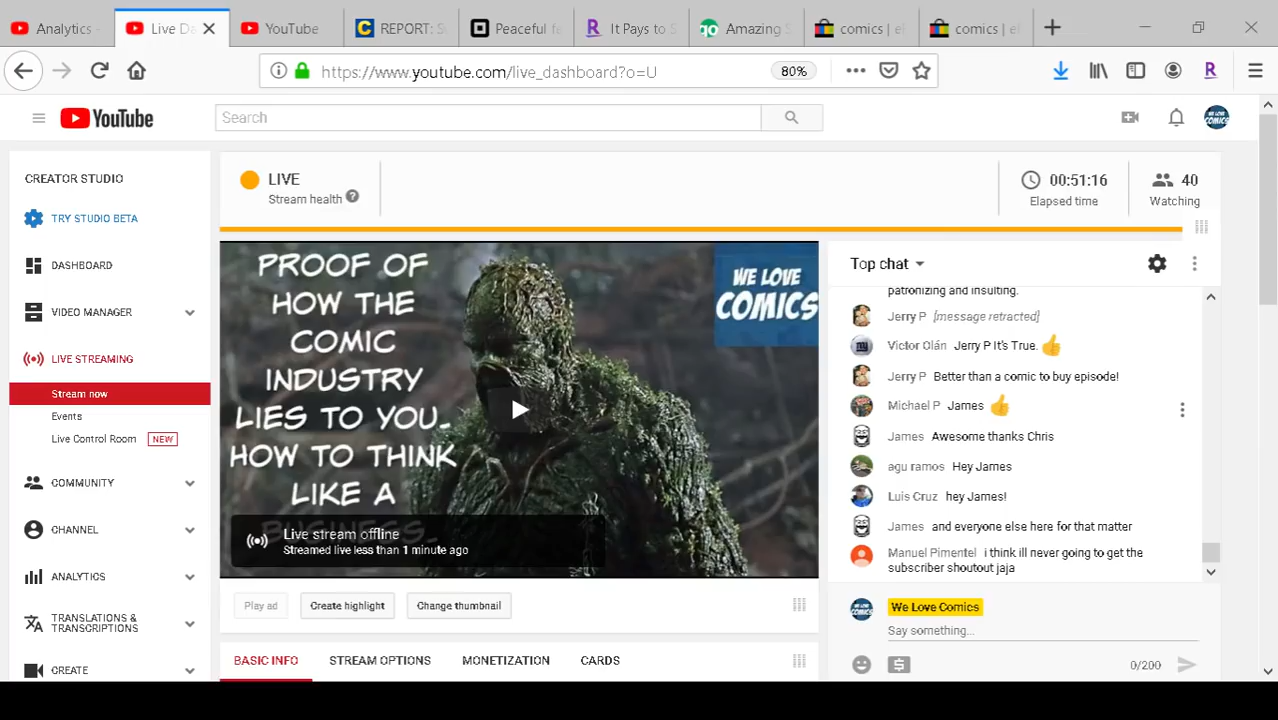 Analytics -
Live Da
YouTube
REPORT: S
Peaceful fa
It Pays to S
Amazing S
comics | e
comics | e
https://www.youtube.com/live_dashboard?o=U
80%
YouTube
Search
WE LOVE COMICS
CREATOR STUDIO
TRY STUDIO BETA
DASHBOARD
VIDEO MANAGER
LIVE STREAMING
Stream now
Events
Live Control Room NEW
COMMUNITY
CHANNEL
ANALYTICS
TRANSLATIONS &
TRANSCRIPTIONS
CREATE
LIVE
Stream health ?
00:51:16
Elapsed time
40
Watching
PROOF OF
HOW THE
COMIC
INDUSTRY
LIES TO YOU.
HOW TO THINK
LIKE A
BUSINESS.
WE LOVE
COMICS
Live stream offline
Streamed live less than 1 minute ago
Play ad
Create highlight
Change thumbnail
BASIC INFO
STREAM OPTIONS
MONETIZATION
CARDS
Top chat
patronizing and insulting.
Jerry P [message retracted]
Victor Olán Jerry P It's True. 👍
Jerry P Better than a comic to buy episode!
Michael P James 👍
James Awesome thanks Chris
agu ramos Hey James
Luis Cruz hey James!
James and everyone else here for that matter
Manuel Pimentel i think ill never going to get the
subscriber shoutout jaja
We Love Comics
Say something...
0/200